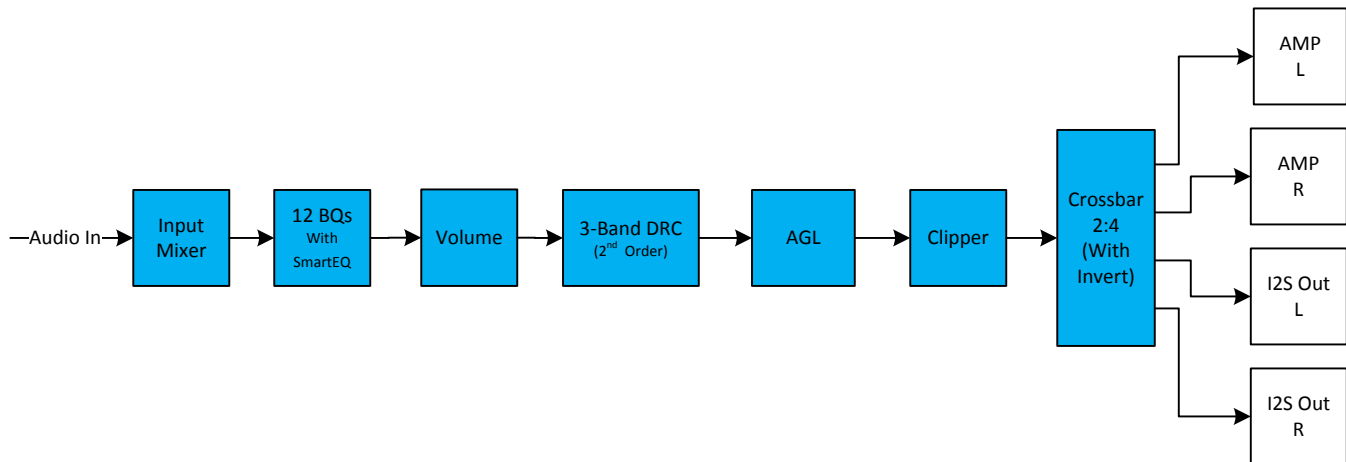 Audio In
Input
Mixer
12 BQs
With
SmartEQ
Volume
3-Band DRC
(2nd Order)
AGL
Clipper
Crossbar
2:4
(With
Invert)
AMP
L
AMP
R
I2S Out
L
I2S Out
R